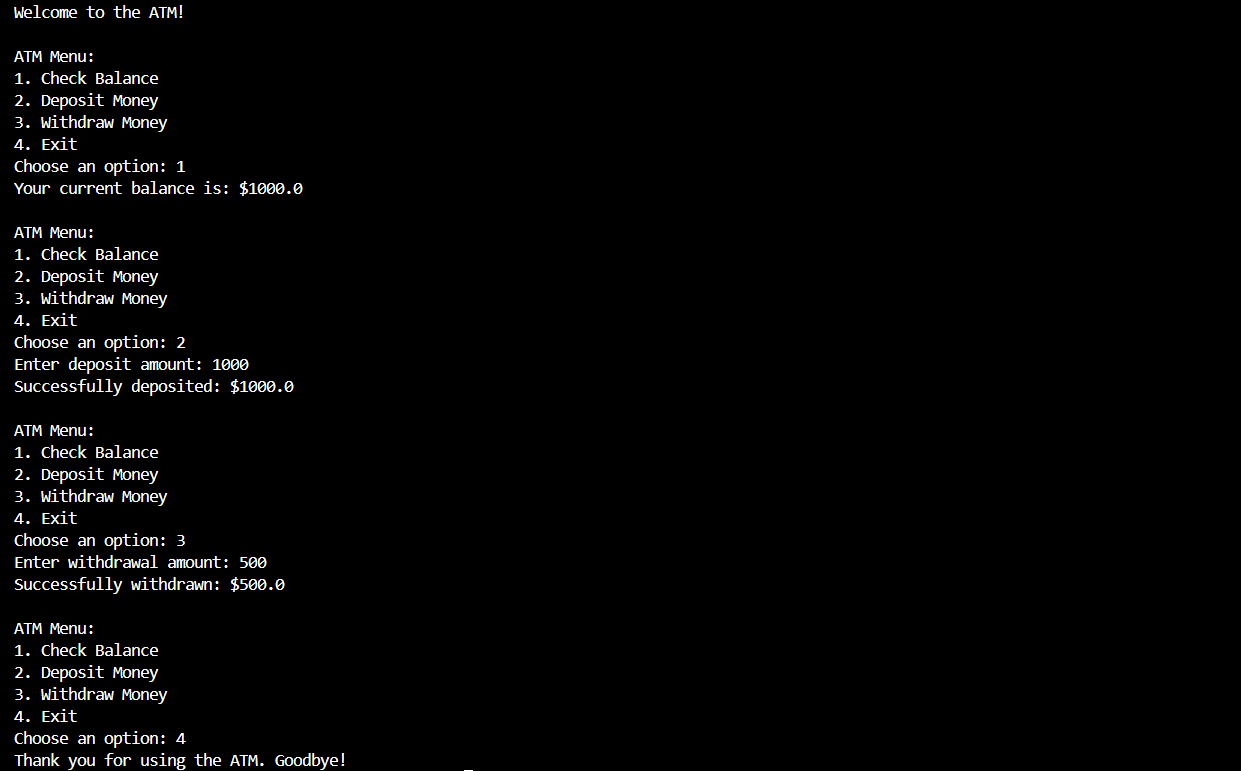 Welcome to the ATM!
ATM Menu:
1. Check Balance
2. Deposit Money
3. Withdraw Money
4. Exit
Choose an option: 1
Your current balance is: $1000.0
ATM Menu:
1. Check Balance
2. Deposit Money
3. Withdraw Money
4. Exit
Choose an option: 2
Enter deposit amount: 1000
Successfully deposited: $1000.0
ATM Menu:
1. Check Balance
2. Deposit Money
3. Withdraw Money
4. Exit
Choose an option: 3
Enter withdrawal amount: 500
Successfully withdrawn: $500.0
ATM Menu:
1. Check Balance
2. Deposit Money
3. Withdraw Money
4. Exit
Choose an option: 4
Thank you for using the ATM. Goodbye!